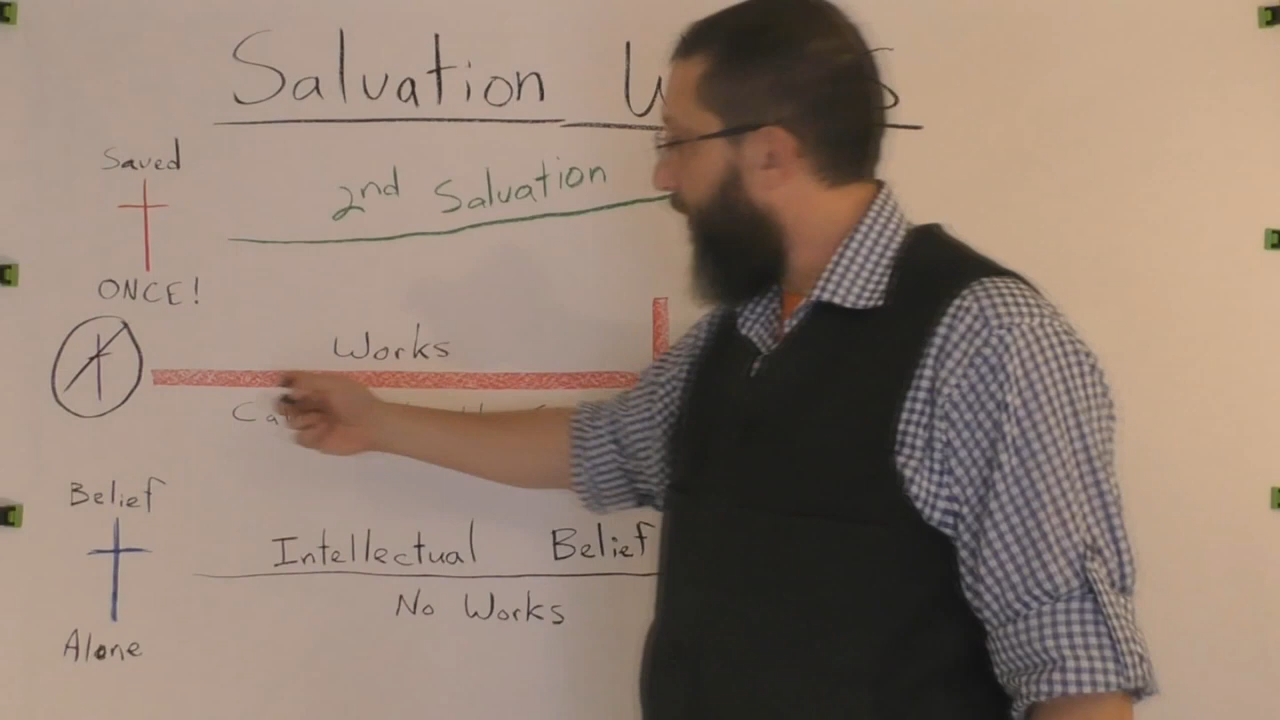 Salvation
Saved
2nd Salvation
ONCE!
Works
Belief
Intellectual Belief
No Works
Alone